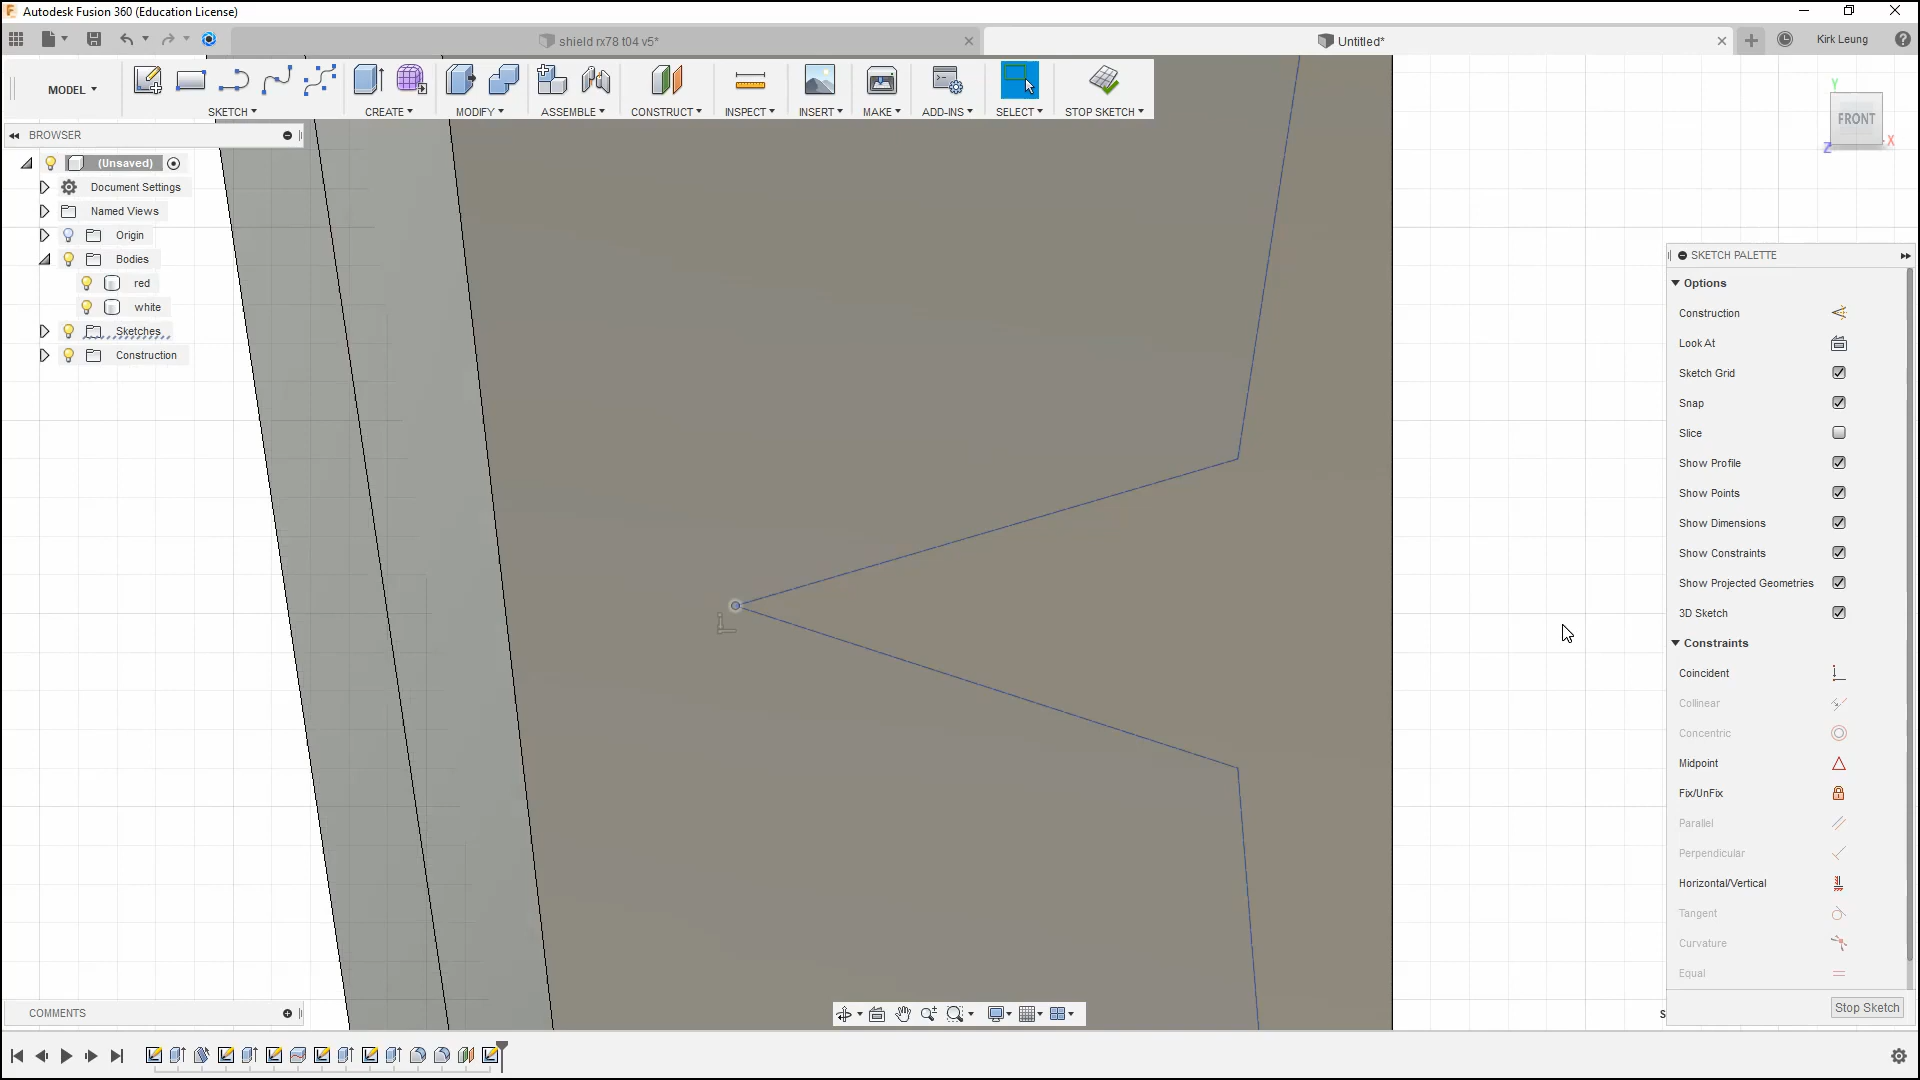 Autodesk Fusion 360 (Education License)
shield rx78 t04 v5*
Untitled*
Kirk Leung
MODEL
SKETCH
CREATE
MODIFY
ASSEMBLE
CONSTRUCT
INSPECT
INSERT
MAKE
ADD-INS
SELECT
STOP SKETCH
Y
FRONT
X
Z
BROWSER
(Unsaved)
Document Settings
Named Views
Origin
Bodies
red
white
Sketches
Construction
SKETCH PALETTE
Options
Construction
Look At
Sketch Grid
Snap
Slice
Show Profile
Show Points
Show Dimensions
Show Constraints
Show Projected Geometries
3D Sketch
Constraints
Coincident
Collinear
Concentric
Midpoint
Fix/UnFix
Parallel
Perpendicular
Horizontal/Vertical
Tangent
Curvature
Equal
Stop Sketch
COMMENTS